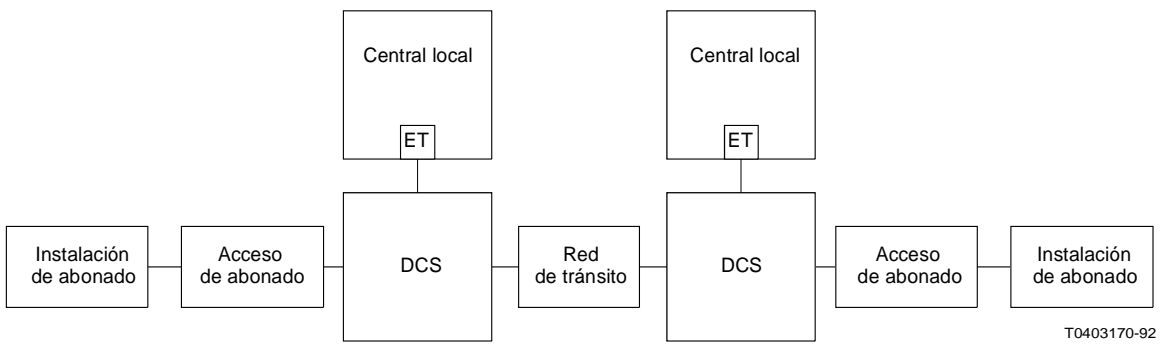 Central local
Central local
ET
ET
Instalación
de abonado
Acceso
de abonado
DCS
Red
de tránsito
DCS
Acceso
de abonado
Instalación
de abonado
T0403170-92